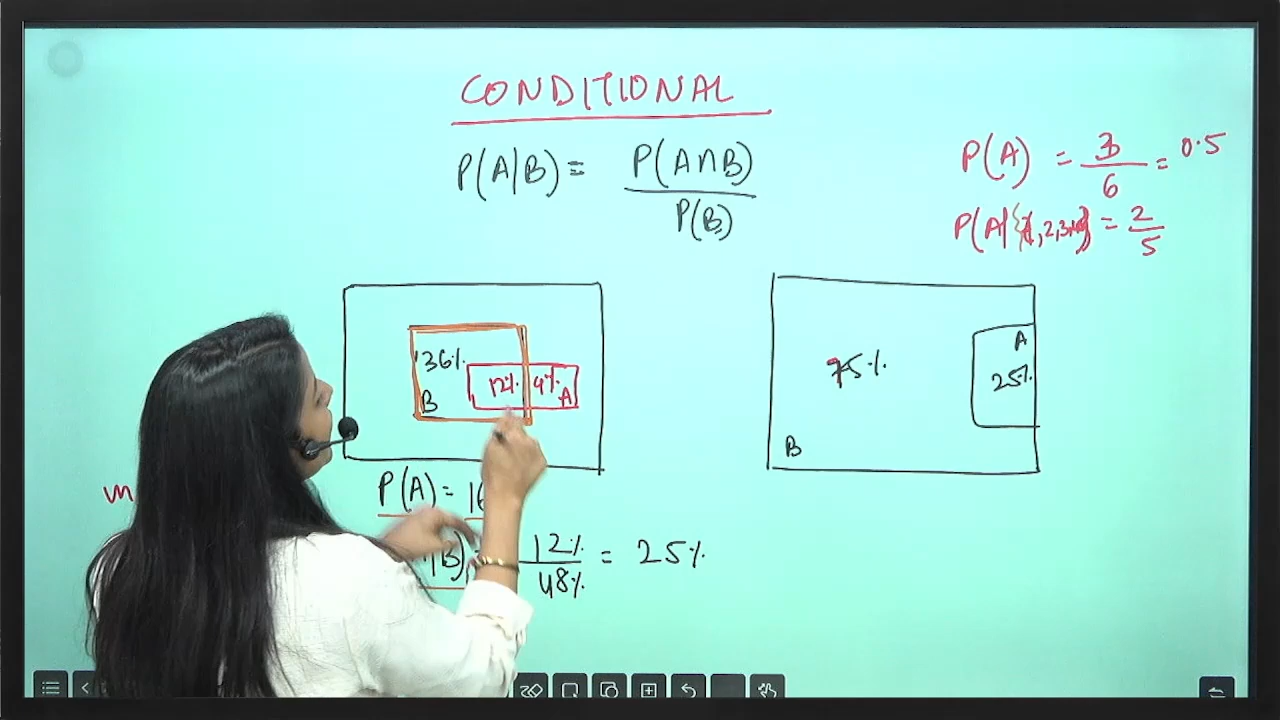 CONDITIONAL
P(A|B) = P(A∩B)
P(B)
P(A) = 3 = 0.5
6
P(A| = 2
5
36%
12% 4%
B A
A
75% 25%
B
m
P(A) =
|B) 12% = 25%
48%